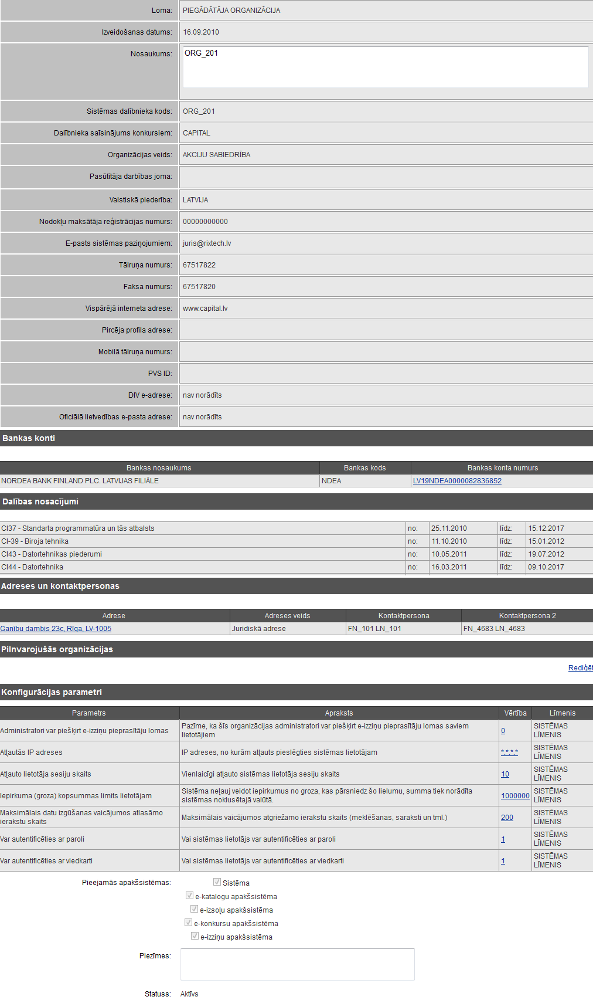 Loma: PIEGĀDĀTĀJA ORGANIZĀCIJA
Izveidošanas datums: 16.09.2010
Nosaukums: ORG_201
Sistēmas dalībnieka kods: ORG_201
Dalībnieka saīsinājums konkursiem: CAPITAL
Organizācijas veids: AKCIJU SABIEDRĪBA
Pasūtītāja darbības joma:
Valstiskā piederība: LATVIJA
Nodokļu maksātāja reģistrācijas numurs: 00000000000
E-pasts sistēmas paziņojumiem: juris@rixtech.lv
Tālruņa numurs: 67517822
Faksa numurs: 67517820
Vispārējā interneta adrese: www.capital.lv
Pircēja profila adrese:
Mobilā tālruņa numurs:
PVS ID:
DIV e-adrese: nav norādīts
Oficiālā lietvedības e-pasta adrese: nav norādīts
Bankas konti
Bankas nosaukums Bankas kods Bankas konta numurs
NORDEA BANK FINLAND PLC. LATVIJAS FILIĀLE NDEA LV19NDEA0000082836852
Dalības nosacījumi
CI37 - Standarta programmatūra un tās atbalsts no: 25.11.2010 līdz: 15.12.2017
CI-39 - Biroja tehnika no: 11.10.2010 līdz: 15.01.2012
CI43 - Datortehnikas piederumi no: 10.05.2011 līdz: 19.07.2012
CI44 - Datortehnika no: 16.03.2011 līdz: 09.10.2017
Adreses un kontaktpersonas
Adrese Adreses veids Kontaktpersona Kontaktpersona 2
Ganību dambis 23c, Rīga, LV-1005 Juridiskā adrese FN_101 LN_101 FN_4683 LN_4683
Pilnvarojušās organizācijas
Rediģēt
Konfigurācijas parametri
Parametrs Apraksts Vērtība Līmenis
Administratori var piešķirt e-izziņu pieprasītāju lomas Pazīme, ka šīs organizācijas administratori var piešķirt e-izziņu pieprasītāju lomas saviem lietotājiem 0 SISTĒMAS LĪMENIS
Atļautās IP adreses IP adreses, no kurām atļauts pieslēgties sistēmas lietotājam *.*.*.* SISTĒMAS LĪMENIS
Atļauto lietotāja sesiju skaits Vienlaicīgi atļauto sistēmas lietotāja sesiju skaits 10 SISTĒMAS LĪMENIS
Iepirkuma (groza) kopsummas limits lietotājam Sistēma neļauj veidot iepirkumus no groza, kas pārsniedz šo lielumu, summa tiek norādīta sistēmas noklusētajā valūtā. 1000000 SISTĒMAS LĪMENIS
Maksimālais datu izgūšanas vaicājumos atlasāmo ierakstu skaits Maksimālais vaicājumos atgriežamo ierakstu skaits (meklēšanas, saraksti un tml.) 200 SISTĒMAS LĪMENIS
Var autentificēties ar paroli Vai sistēmas lietotājs var autentificēties ar paroli 1 SISTĒMAS LĪMENIS
Var autentificēties ar viedkarti Vai sistēmas lietotājs var autentificēties ar viedkarti 1 SISTĒMAS LĪMENIS
Pieejamās apakšsistēmas: Sistēma
e-katalogu apakšsistēma
e-izsoļu apakšsistēma
e-konkursu apakšsistēma
e-izziņu apakšsistēma
Piezīmes:
Statuss: Aktīvs